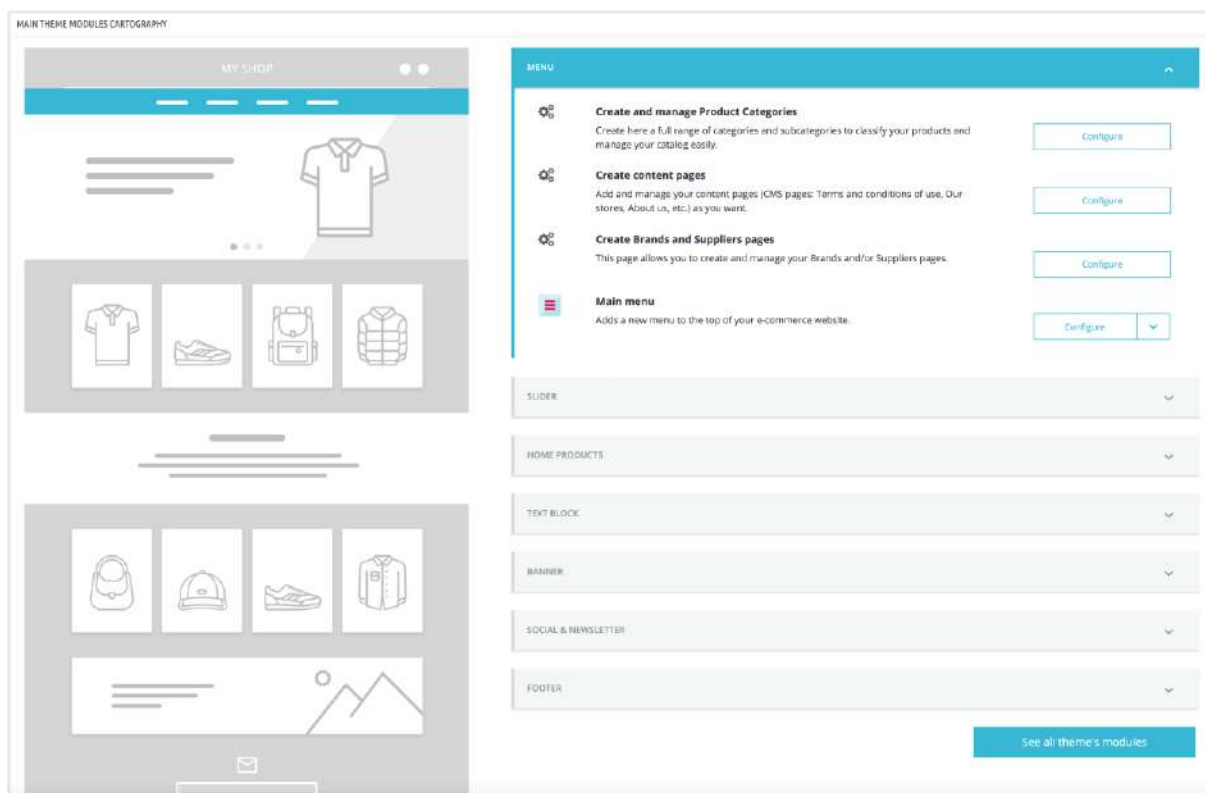 MAIN THEME MODULES CARTOGRAPHY
MY SHOP
MENU
Create and manage Product Categories
Create here a full range of categories and subcategories to classify your products and
manage your catalog easily.
Configure
Create content pages
Add and manage your content pages (CMS pages: Terms and conditions of use, Our
stores, About us, etc.) as you want.
Configure
Create Brands and Suppliers pages
This page allows you to create and manage your Brands and/or Suppliers pages.
Configure
Main menu
Adds a new menu to the top of your e-commerce website.
Configure
SLIDER
HOME PRODUCTS
TEXT BLOCK
BANNER
SOCIAL & NEWSLETTER
FOOTER
See all theme's modules